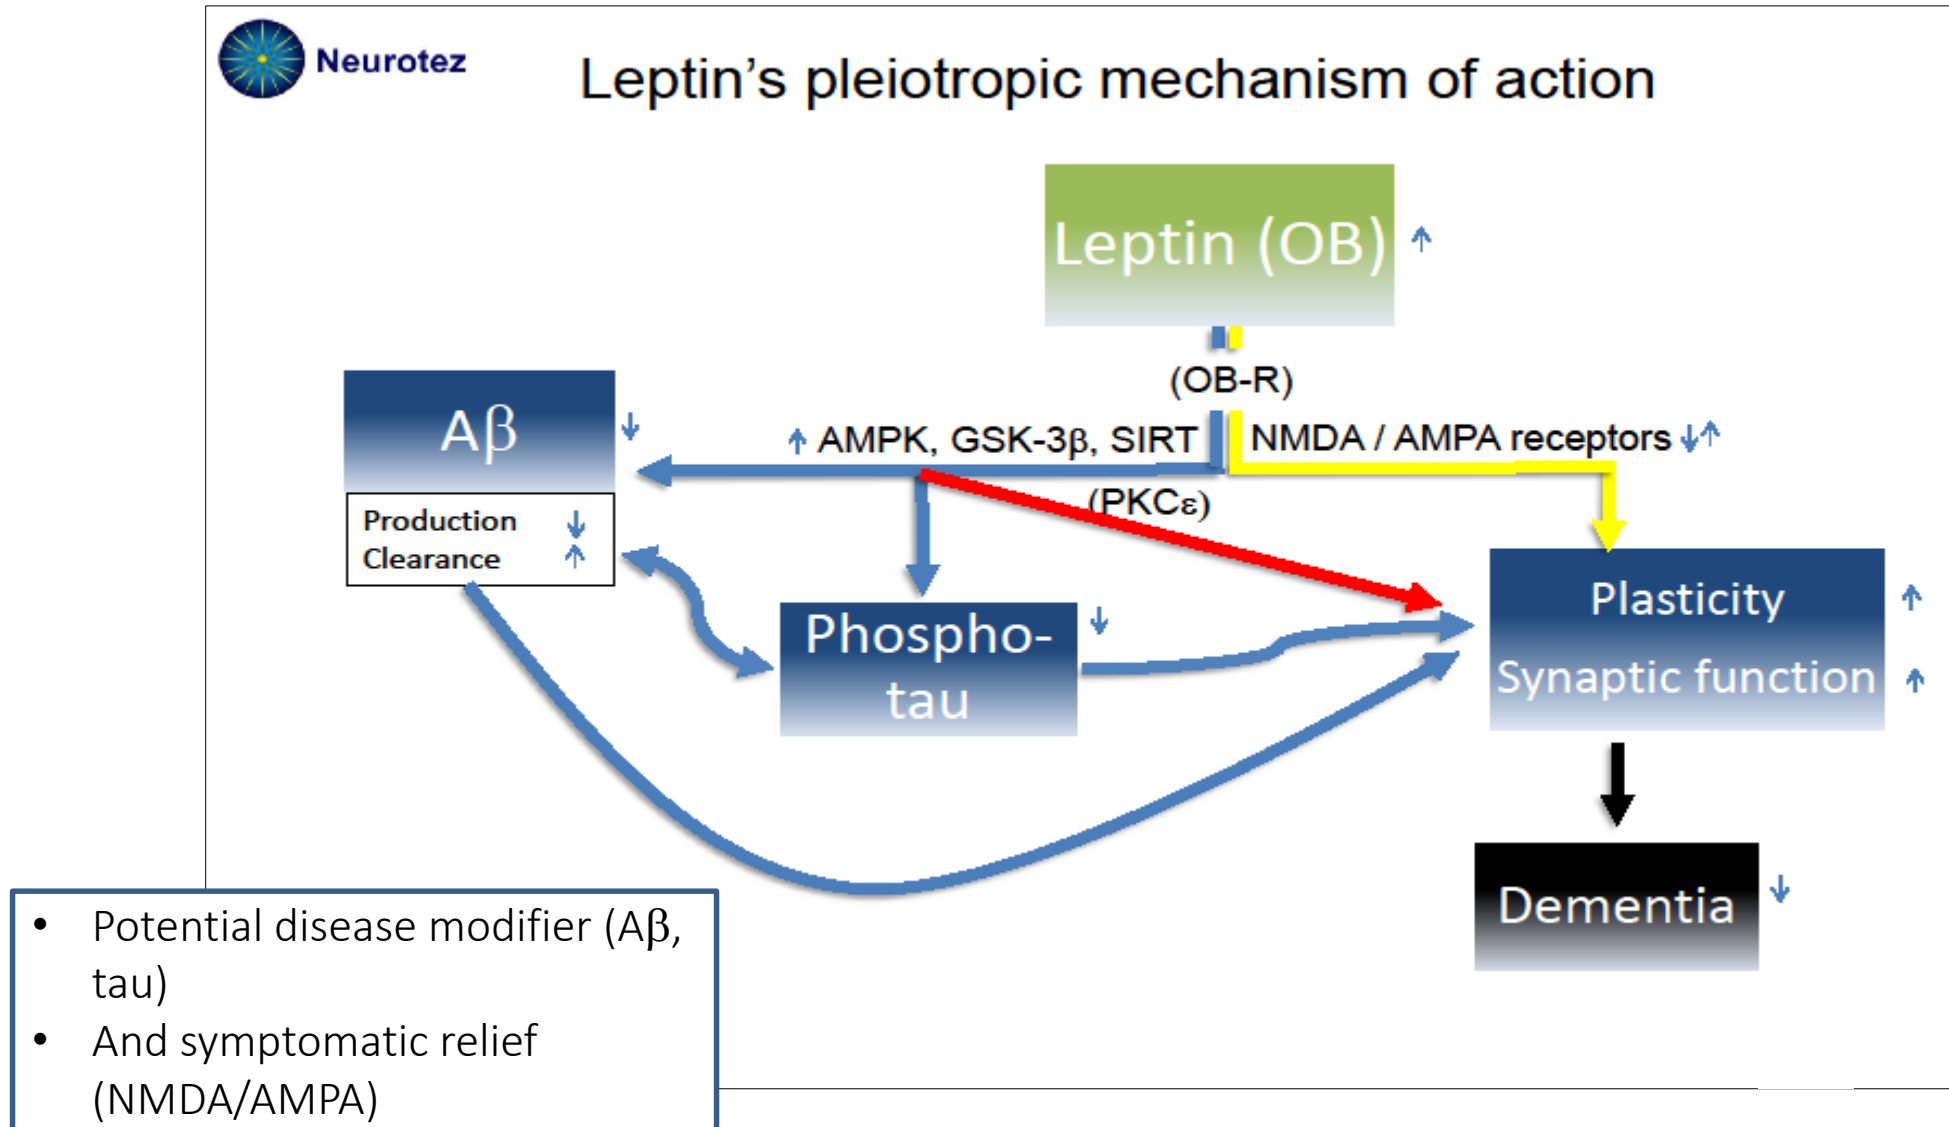 Neurotez
Leptin’s pleiotropic mechanism of action
Leptin (OB) ↑
(OB-R)
Aβ ↓
↑ AMPK, GSK-3β, SIRT
NMDA / AMPA receptors ↓↑
(PKCε)
Production ↓
Clearance ↑
Phospho- ↓
tau
Plasticity ↑
Synaptic function ↑
Dementia ↓
• Potential disease modifier (Aβ,
tau)
• And symptomatic relief
(NMDA/AMPA)